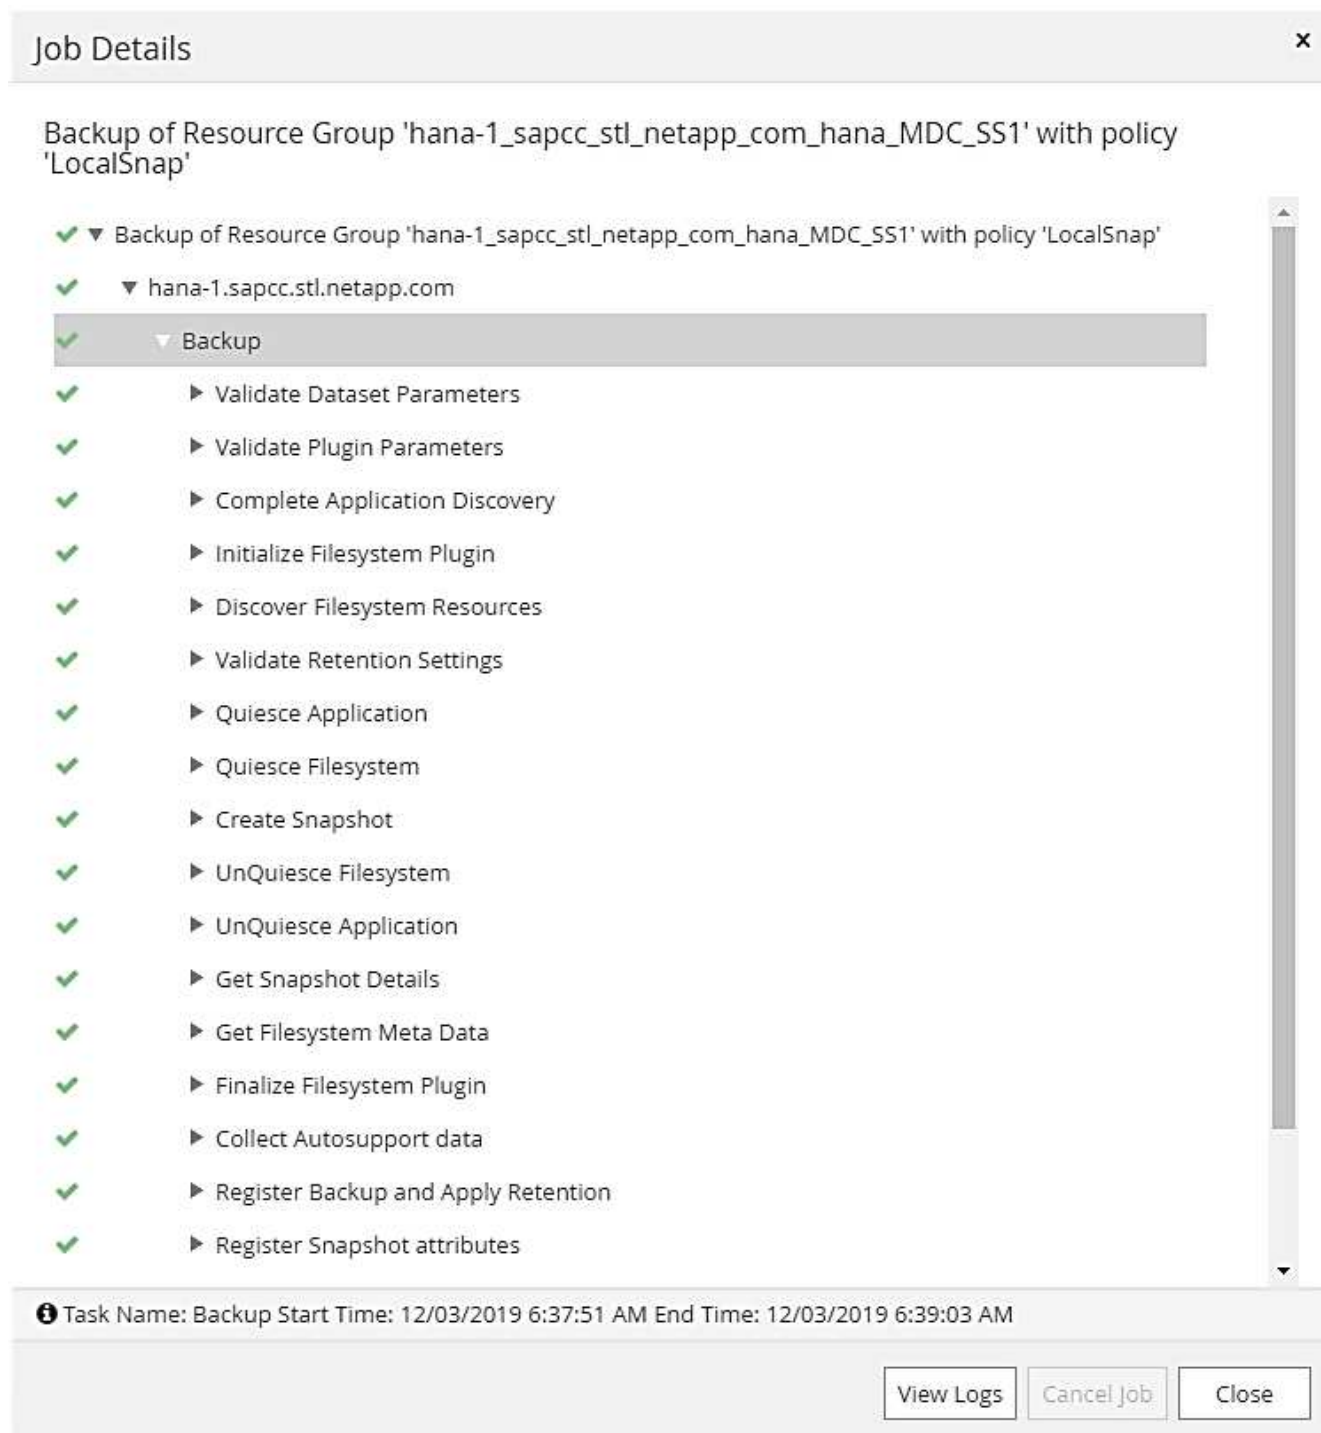 Job Details
x
Backup of Resource Group 'hana-1_sapcc_stl_netapp_com_hana_MDC_SS1' with policy
'LocalSnap'
Backup of Resource Group 'hana-1_sapcc_stl_netapp_com_hana_MDC_SS1' with policy 'LocalSnap'
hana-1.sapcc.stl.netapp.com
Backup
Validate Dataset Parameters
Validate Plugin Parameters
Complete Application Discovery
Initialize Filesystem Plugin
Discover Filesystem Resources
Validate Retention Settings
Quiesce Application
Quiesce Filesystem
Create Snapshot
UnQuiesce Filesystem
UnQuiesce Application
Get Snapshot Details
Get Filesystem Meta Data
Finalize Filesystem Plugin
Collect Autosupport data
Register Backup and Apply Retention
Register Snapshot attributes
Task Name: Backup Start Time: 12/03/2019 6:37:51 AM End Time: 12/03/2019 6:39:03 AM
View Logs Cancel Job Close